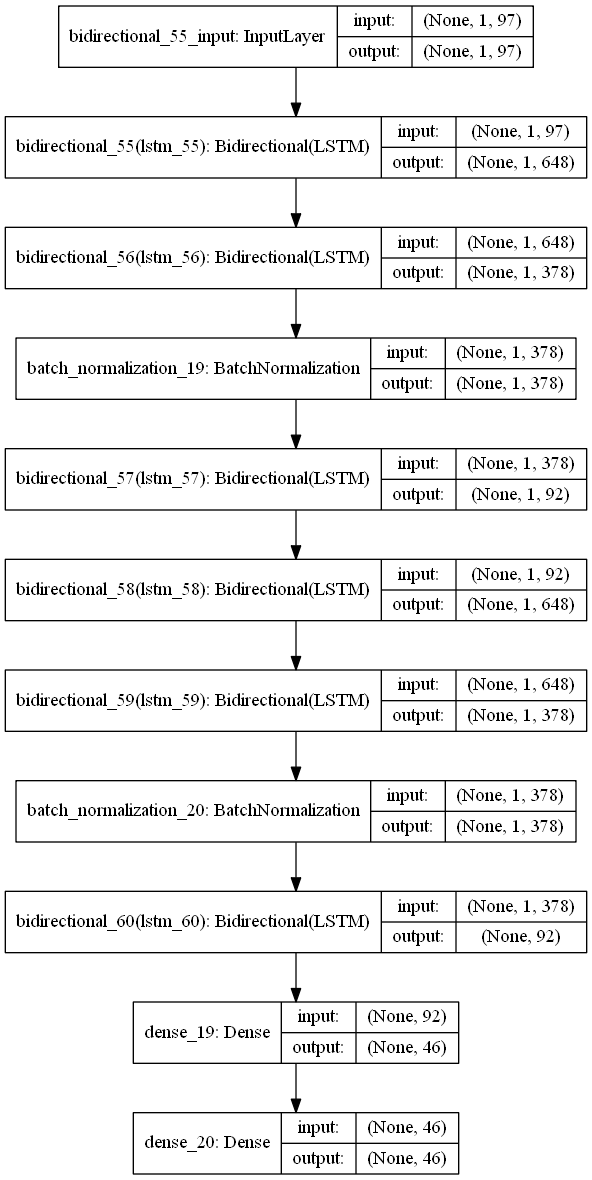 bidirectional_55_input: InputLayer
input: (None, 1, 97)
output: (None, 1, 97)
bidirectional_55(lstm_55): Bidirectional(LSTM)
input: (None, 1, 97)
output: (None, 1, 648)
bidirectional_56(lstm_56): Bidirectional(LSTM)
input: (None, 1, 648)
output: (None, 1, 378)
batch_normalization_19: BatchNormalization
input: (None, 1, 378)
output: (None, 1, 378)
bidirectional_57(lstm_57): Bidirectional(LSTM)
input: (None, 1, 378)
output: (None, 1, 92)
bidirectional_58(lstm_58): Bidirectional(LSTM)
input: (None, 1, 92)
output: (None, 1, 648)
bidirectional_59(lstm_59): Bidirectional(LSTM)
input: (None, 1, 648)
output: (None, 1, 378)
batch_normalization_20: BatchNormalization
input: (None, 1, 378)
output: (None, 1, 378)
bidirectional_60(lstm_60): Bidirectional(LSTM)
input: (None, 1, 378)
output: (None, 92)
dense_19: Dense
input: (None, 92)
output: (None, 46)
dense_20: Dense
input: (None, 46)
output: (None, 46)